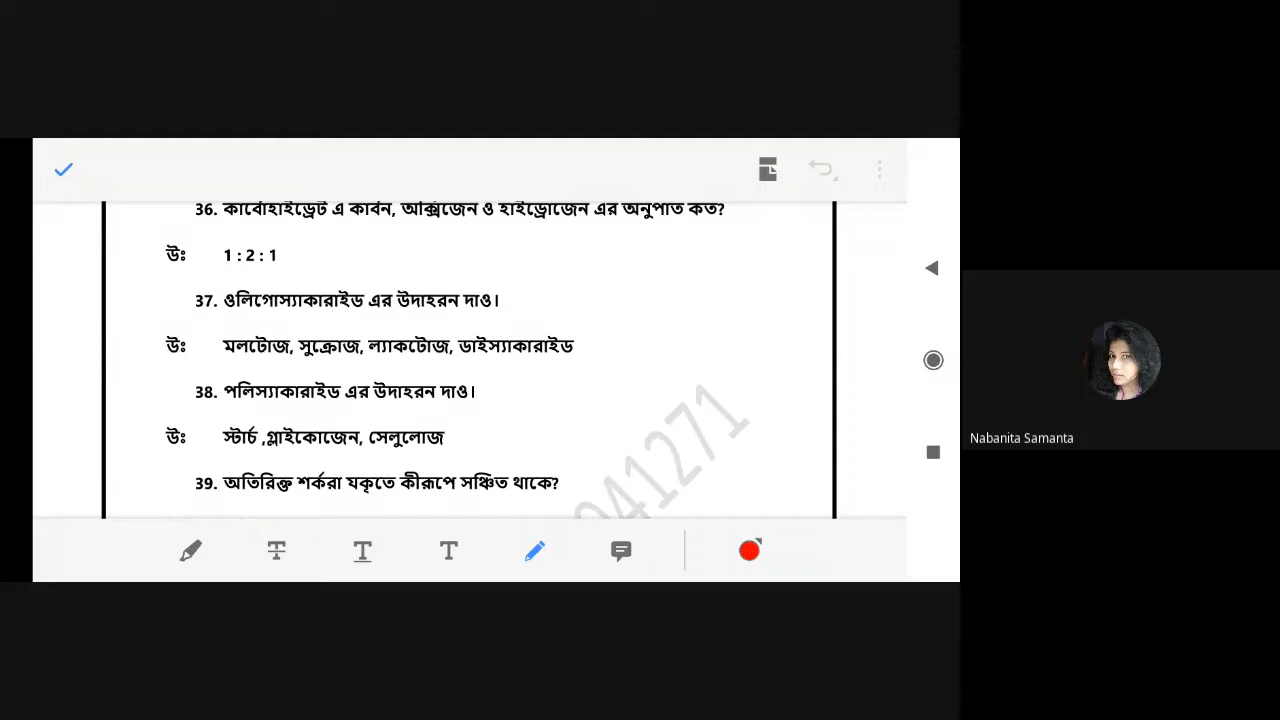 36. কার্বোহাইড্রেট এ কার্বন, অক্সিজেন ও হাইড্রোজেন এর অনুপাত কত?
উঃ 1 : 2 : 1
37. ওলিগোস্যাকারাইড এর উদাহরন দাও।
উঃ মলটোজ, সুক্রোজ, ল্যাকটোজ, ডাইস্যাকারাইড
38. পলিস্যাকারাইড এর উদাহরন দাও।
উঃ স্টার্চ ,গ্লাইকোজেন, সেলুলোজ
39. অতিরিক্ত শর্করা যকৃতে কীরূপে সঞ্চিত থাকে?
941271
Nabanita Samanta